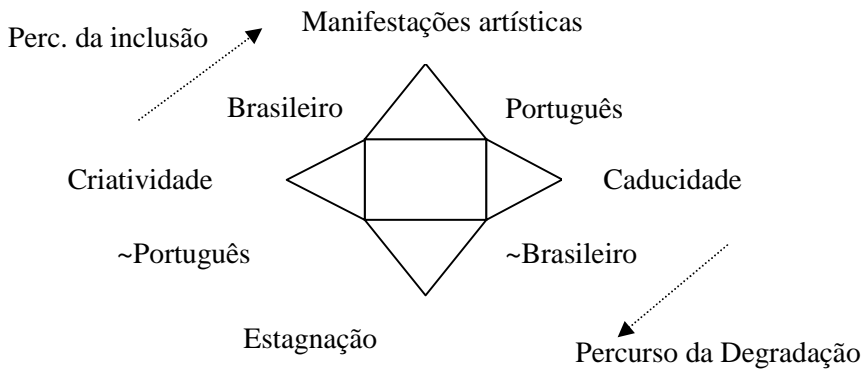 Manifestações artísticas
Perc. da inclusão
Brasileiro
Português
Criatividade
Caducidade
~Português
~Brasileiro
Estagnação
Percurso da Degradação